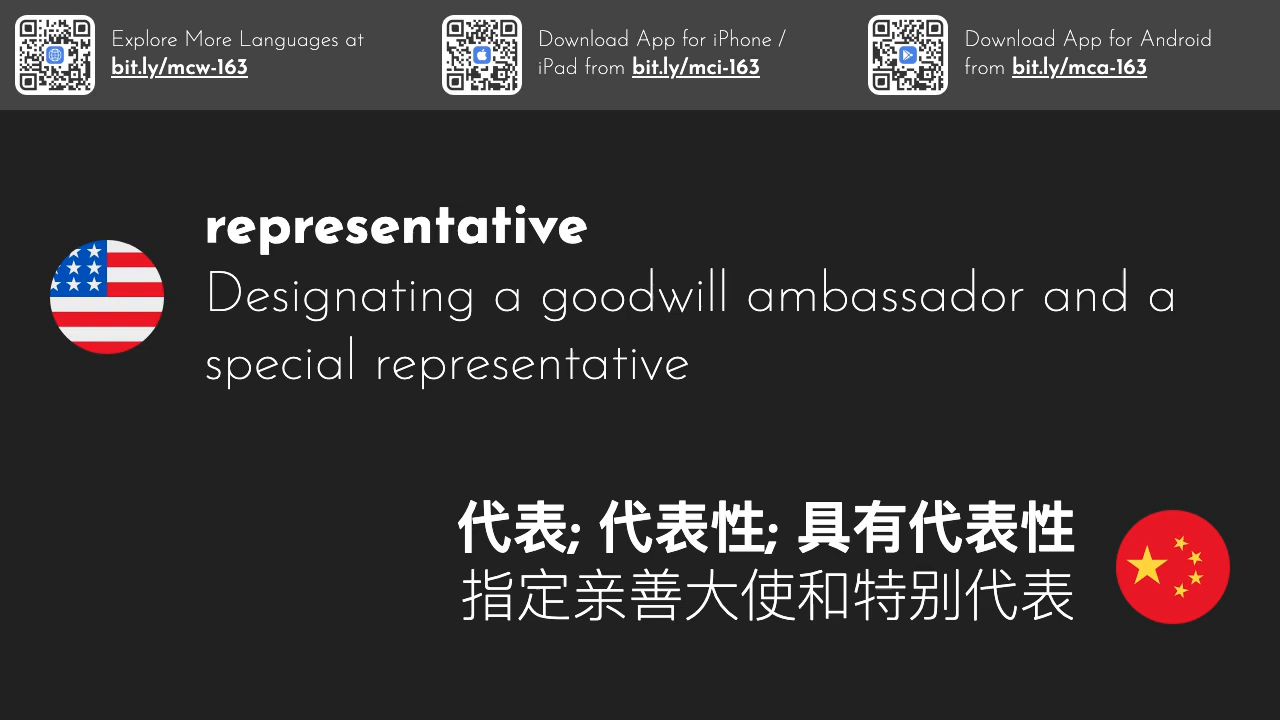 Explore More Languages at
bit.ly/mcw-163
Download App for iPhone /
iPad from bit.ly/mci-163
Download App for Android
from bit.ly/mca-163
representative
Designating a goodwill ambassador and a
special representative
代表; 代表性; 具有代表性
指定亲善大使和特别代表